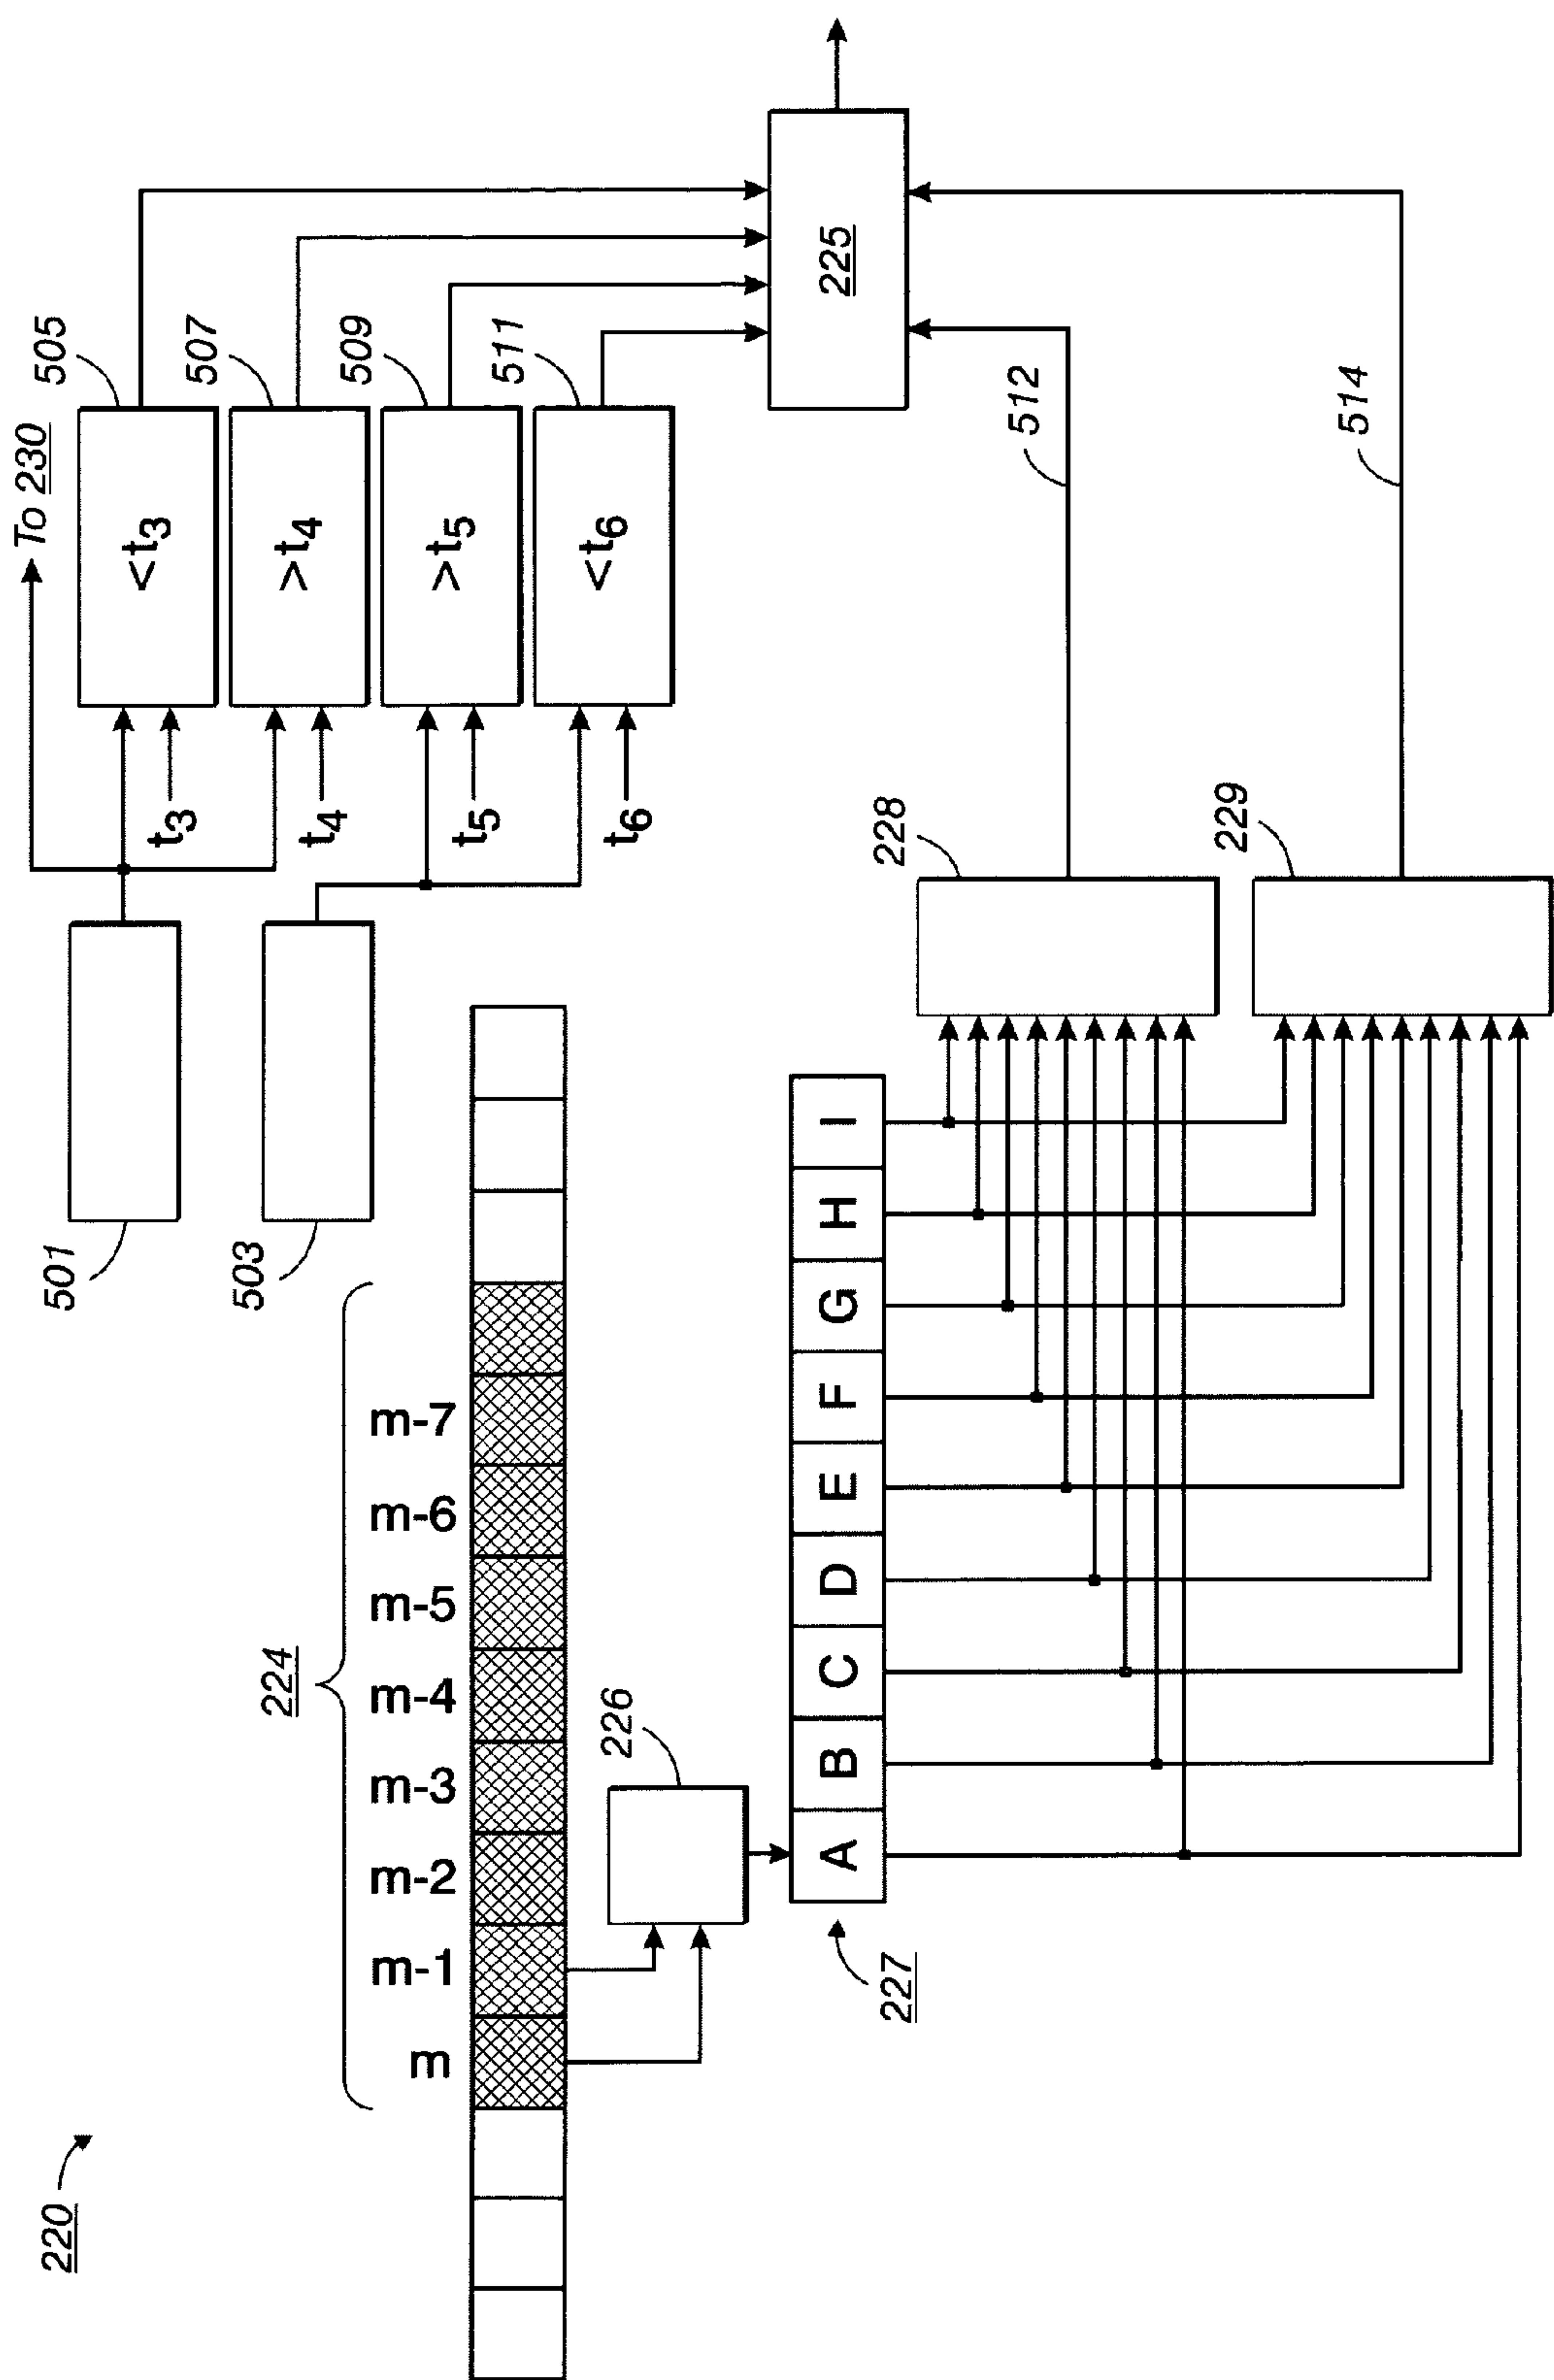 220
501
503
To 230
t3
t4
t5
t6
<t3
>t4
>t5
<t6
505
507
509
511
225
224
m
m-1
m-2
m-3
m-4
m-5
m-6
m-7
226
227
A B C D E F G H I
228
229
512
514